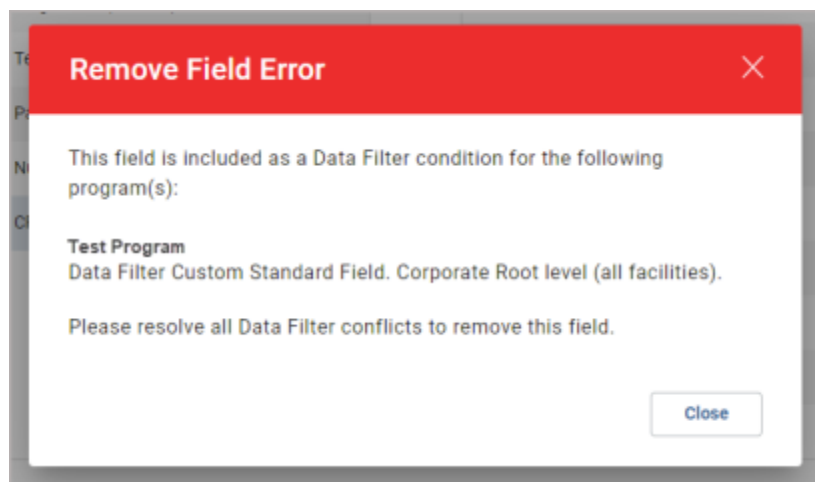 Remove Field Error
This field is included as a Data Filter condition for the following
program(s):
Test Program
Data Filter Custom Standard Field. Corporate Root level (all facilities).
Please resolve all Data Filter conflicts to remove this field.
Close